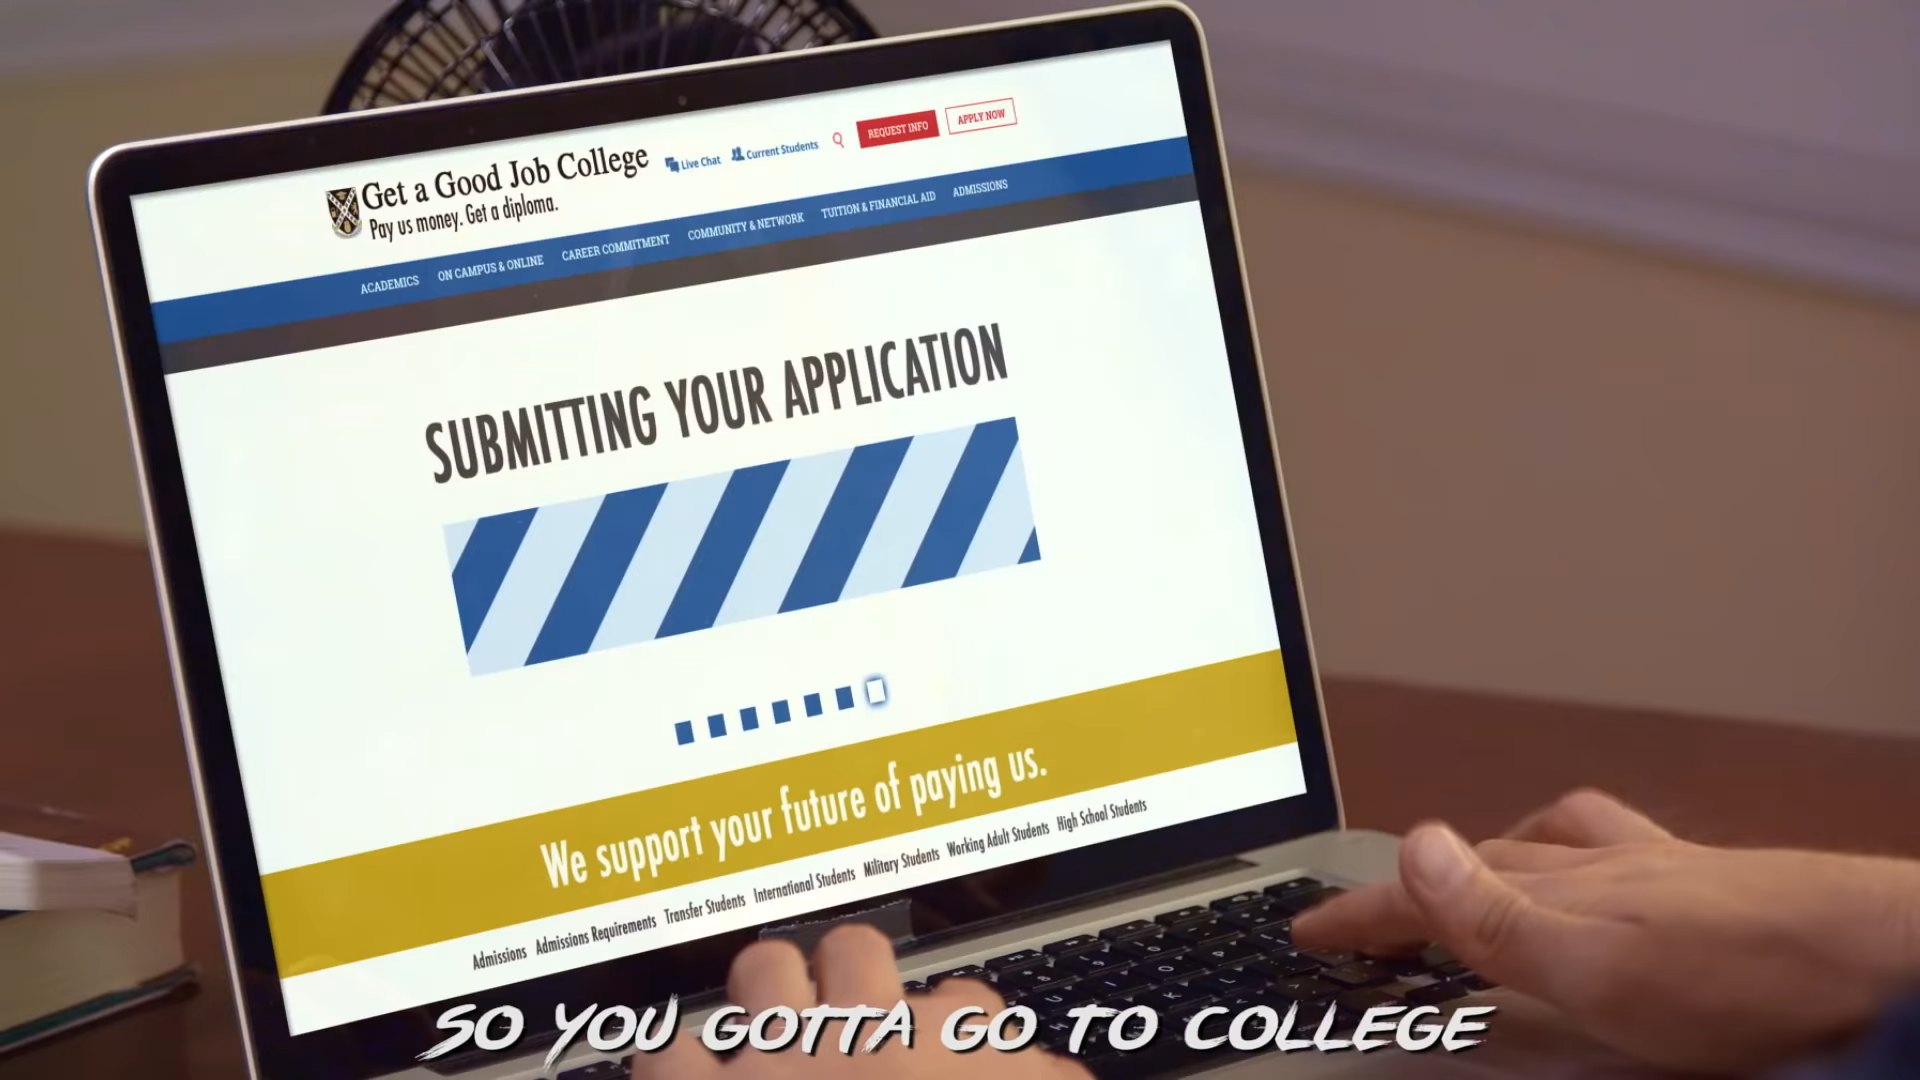 Get a Good Job College
Pay us money. Get a diploma.
Live Chat
Current Students
REQUEST INFO
APPLY NOW
ACADEMICS
ON CAMPUS & ONLINE
CAREER COMMITMENT
COMMUNITY & NETWORK
TUITION & FINANCIAL AID
ADMISSIONS
SUBMITTING YOUR APPLICATION
We support your future of paying us.
Admissions Admissions Requirements Transfer Students International Students Military Students Working Adult Students High School Students
SO YOU GOTTA GO TO COLLEGE